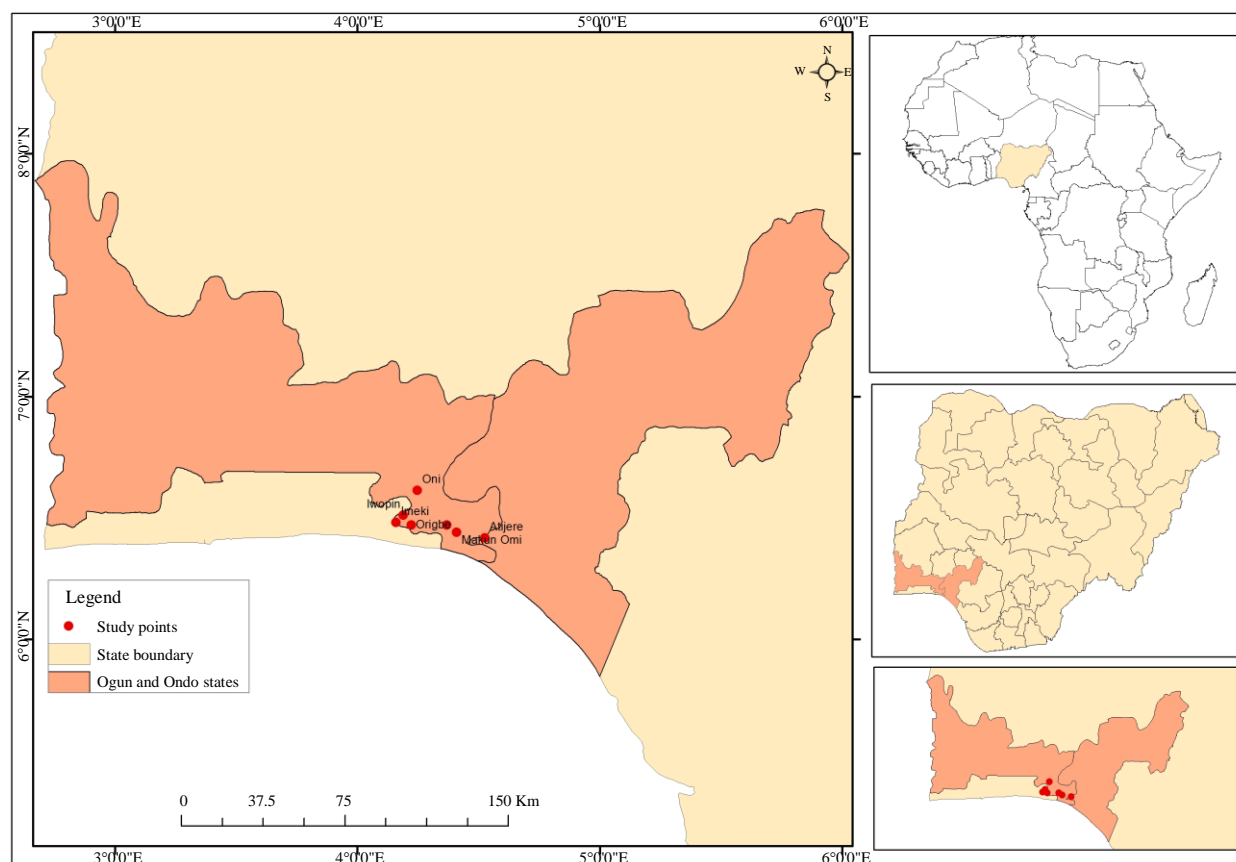 3°0'0"E 4°0'0"E 5°0'0"E 6°0'0"E
N
W E
S
8°0'0"N
7°0'0"N
6°0'0"N
Oni
Iwopin
Imeki
Origbo
Atijere
Makun Omi
Legend
Study points
State boundary
Ogun and Ondo states
0 37.5 75 150 Km
3°0'0"E 4°0'0"E 5°0'0"E 6°0'0"E